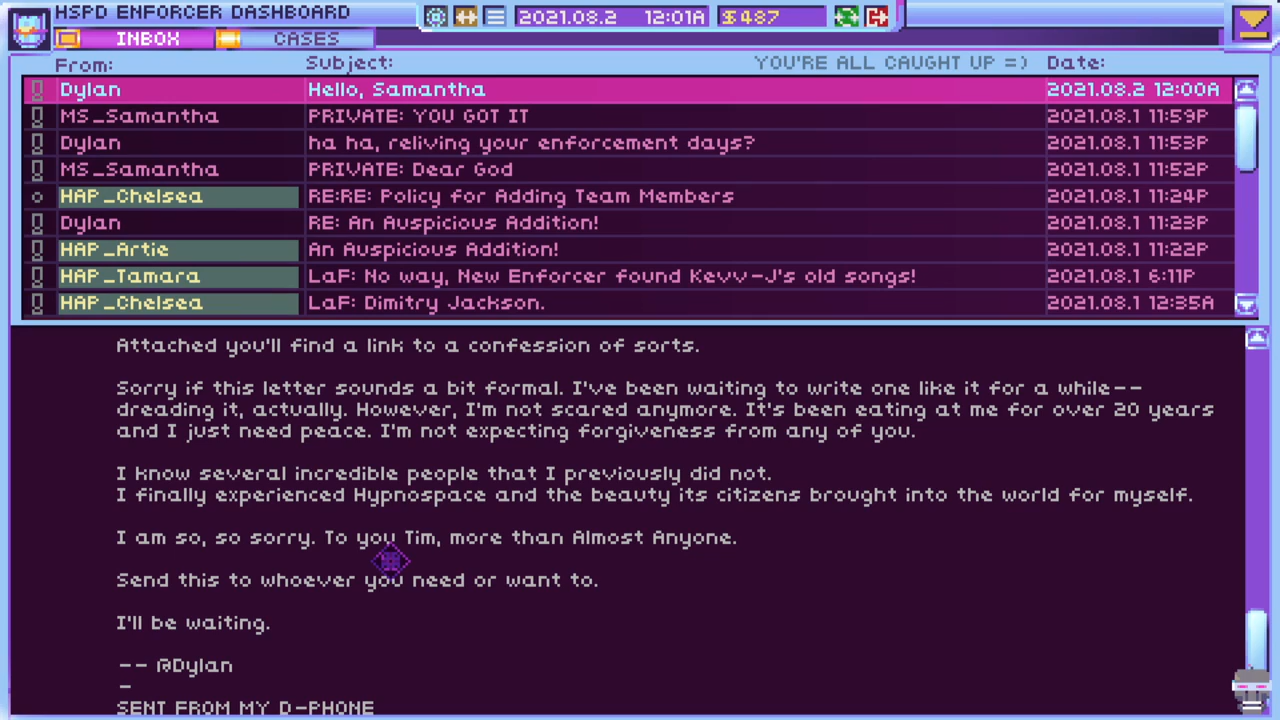 HSPD ENFORCER DASHBOARD
2021.08.2 12:01A
487
INBOX
CASES
From: Subject: YOU'RE ALL CAUGHT UP =) Date:
Dylan Hello, Samantha 2021.08.2 12:00A
MS_Samantha PRIVATE: YOU GOT IT 2021.08.1 11:59P
Dylan ha ha, reliving your enforcement days? 2021.08.1 11:53P
MS_Samantha PRIVATE: Dear God 2021.08.1 11:52P
HAP_Chelsea RE:RE: Policy for Adding Team Members 2021.08.1 11:24P
Dylan RE: An Auspicious Addition! 2021.08.1 11:23P
HAP_Artie An Auspicious Addition! 2021.08.1 11:22P
HAP_Tamara LaF: No way, New Enforcer found Kevv-J's old songs! 2021.08.1 6:11P
HAP_Chelsea LaF: Dimitry Jackson. 2021.08.1 12:35A
Attached you'll find a link to a confession of sorts.
Sorry if this letter sounds a bit formal. I've been waiting to write one like it for a while--
dreading it, actually. However, I'm not scared anymore. It's been eating at me for over 20 years
and I just need peace. I'm not expecting forgiveness from any of you.
I know several incredible people that I previously did not.
I finally experienced Hypnospace and the beauty its citizens brought into the world for myself.
I am so, so sorry. To you Tim, more than Almost Anyone.
Send this to whoever you need or want to.
I'll be waiting.
-- @Dylan
-
SENT FROM MY D-PHONE